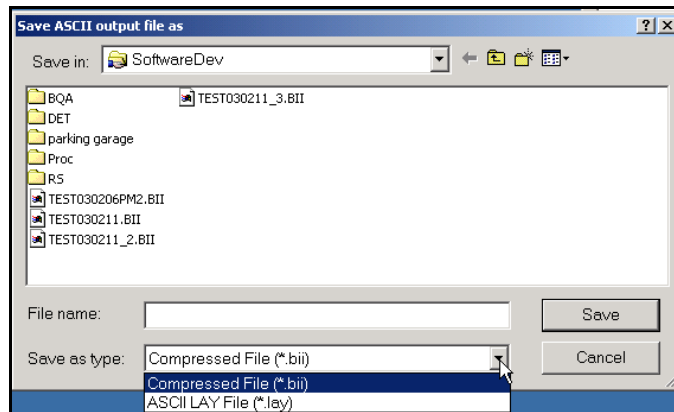 Save ASCII output file as
Save in: SoftwareDev
BQA
DET
parking garage
Proc
RS
TEST030206PM2.BII
TEST030211.BII
TEST030211_2.BII
TEST030211_3.BII
File name:
Save
Save as type: Compressed File (*.bii)
Cancel
Compressed File (*.bii)
ASCII LAY File (*.lay)